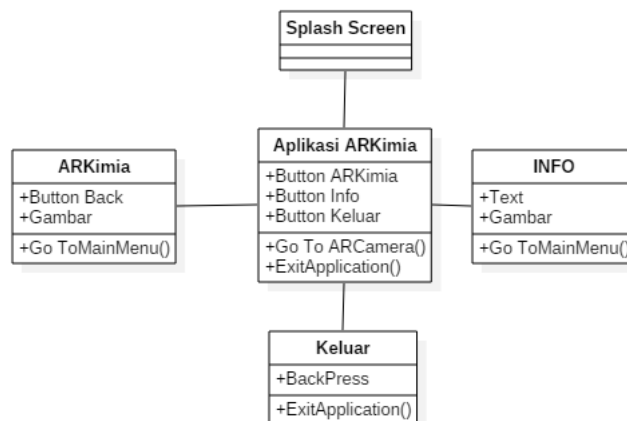 Splash Screen
Aplikasi ARKimia
+Button ARKimia
+Button Info
+Button Keluar
+Go To ARCamera()
+ExitApplication()
ARKimia
+Button Back
+Gambar
+Go ToMainMenu()
INFO
+Text
+Gambar
+Go ToMainMenu()
Keluar
+BackPress
+ExitApplication()